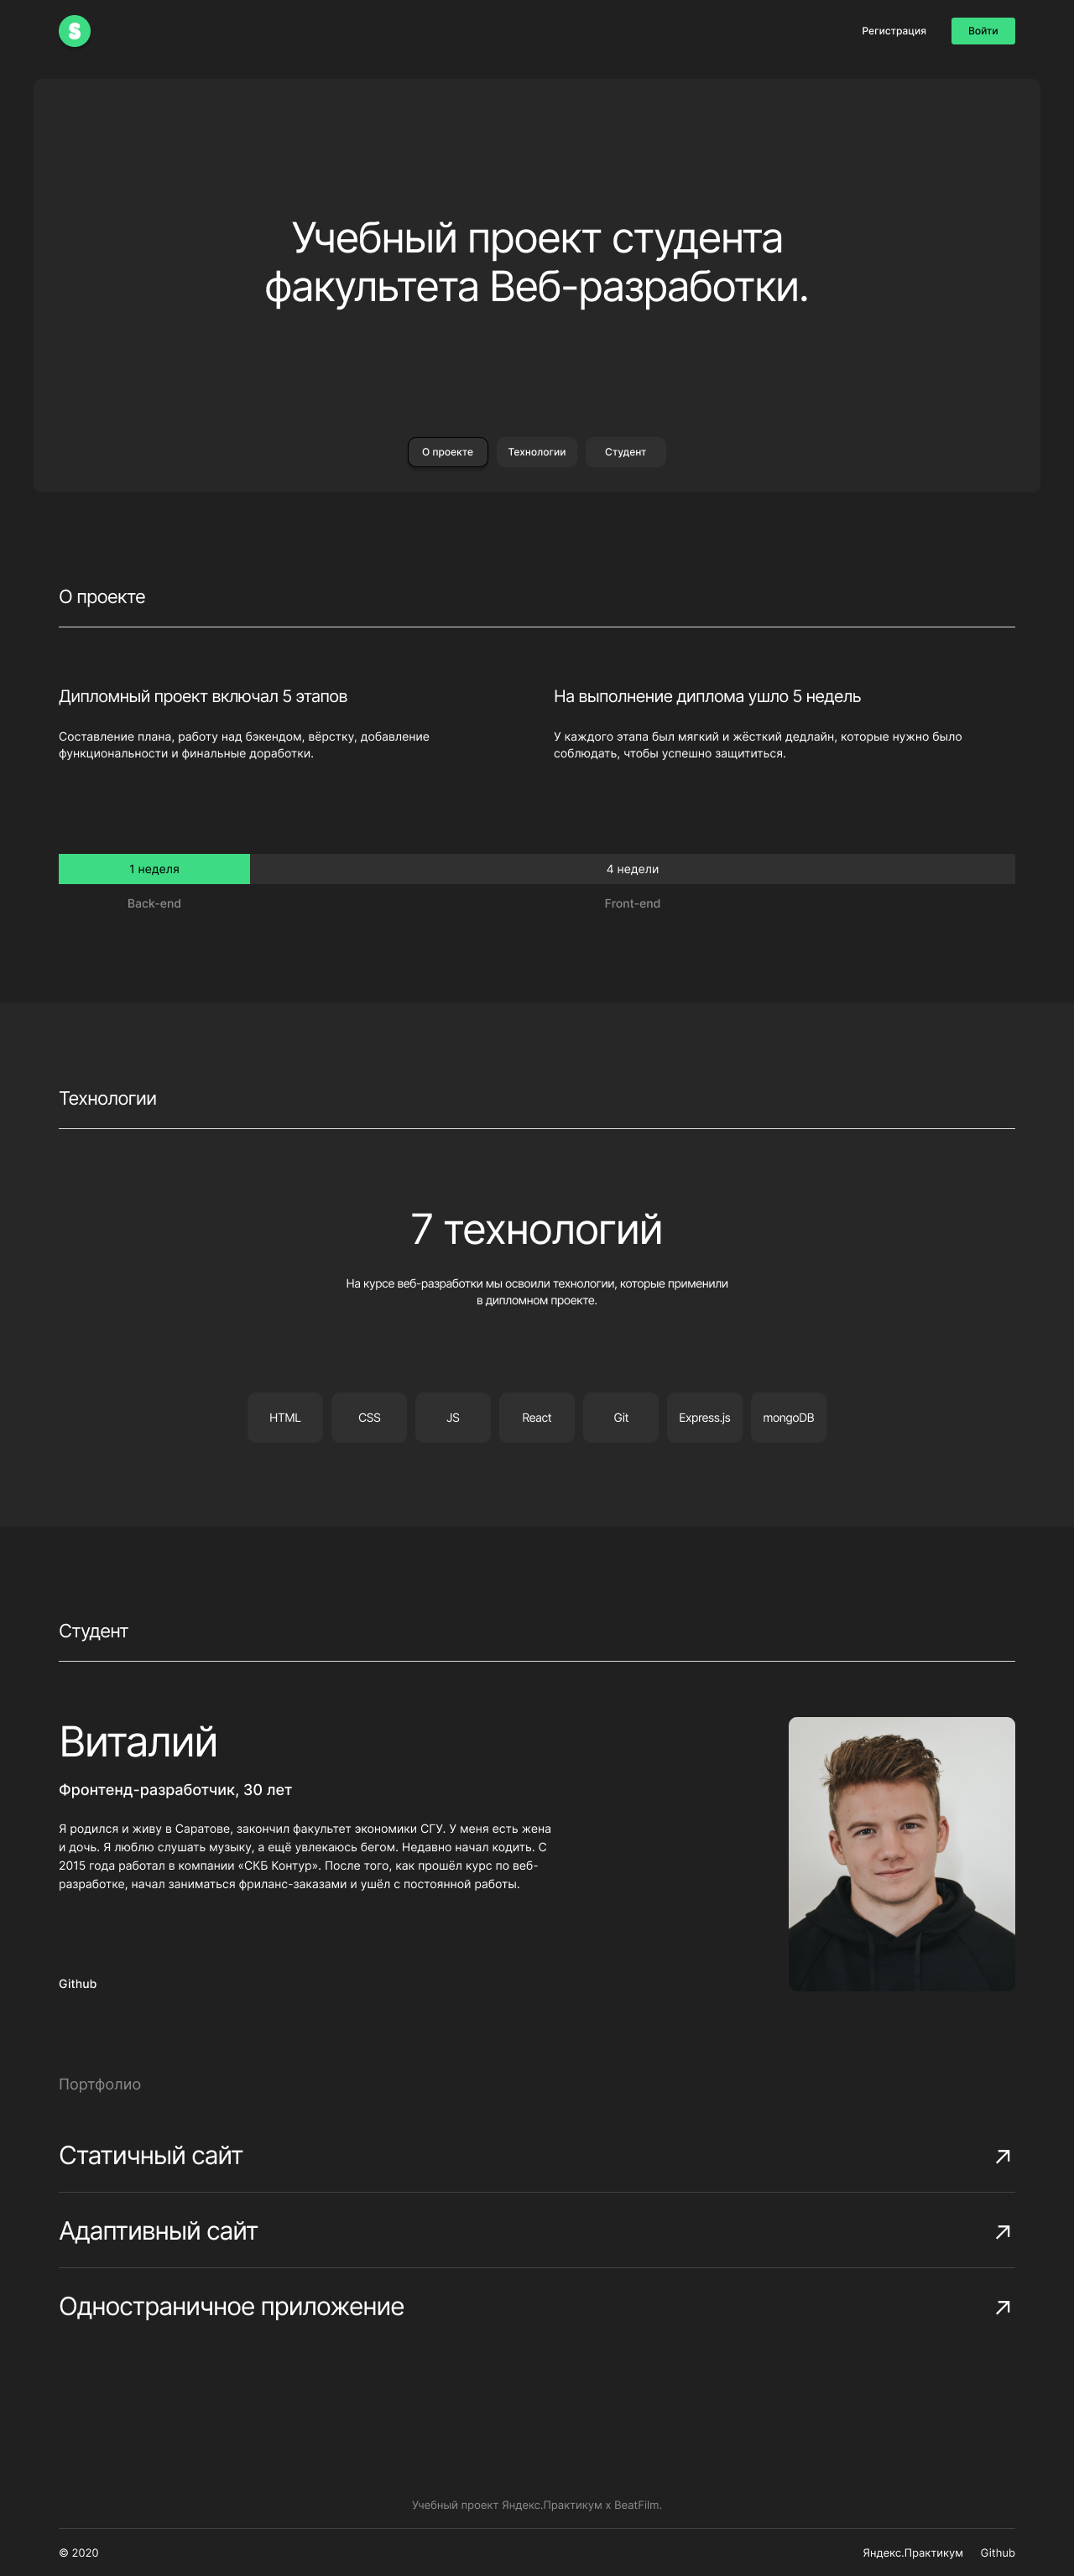 S
Регистрация
Войти
Учебный проект студента
факультета Веб-разработки.
О проекте
Технологии
Студент
О проекте
Дипломный проект включал 5 этапов
Составление плана, работу над бэкендом, вёрстку, добавление
функциональности и финальные доработки.
На выполнение диплома ушло 5 недель
У каждого этапа был мягкий и жёсткий дедлайн, которые нужно было
соблюдать, чтобы успешно защититься.
1 неделя
4 недели
Back-end
Front-end
Технологии
7 технологий
На курсе веб-разработки мы освоили технологии, которые применили
в дипломном проекте.
HTML
CSS
JS
React
Git
Express.js
mongoDB
Студент
Виталий
Фронтенд-разработчик, 30 лет
Я родился и живу в Саратове, закончил факультет экономики СГУ. У меня есть жена
и дочь. Я люблю слушать музыку, а ещё увлекаюсь бегом. Недавно начал кодить. С
2015 года работал в компании «СКБ Контур». После того, как прошёл курс по веб-
разработке, начал заниматься фриланс-заказами и ушёл с постоянной работы.
Github
Портфолио
Статичный сайт
Адаптивный сайт
Одностраничное приложение
Учебный проект Яндекс.Практикум х BeatFilm.
© 2020
Яндекс.Практикум
Github